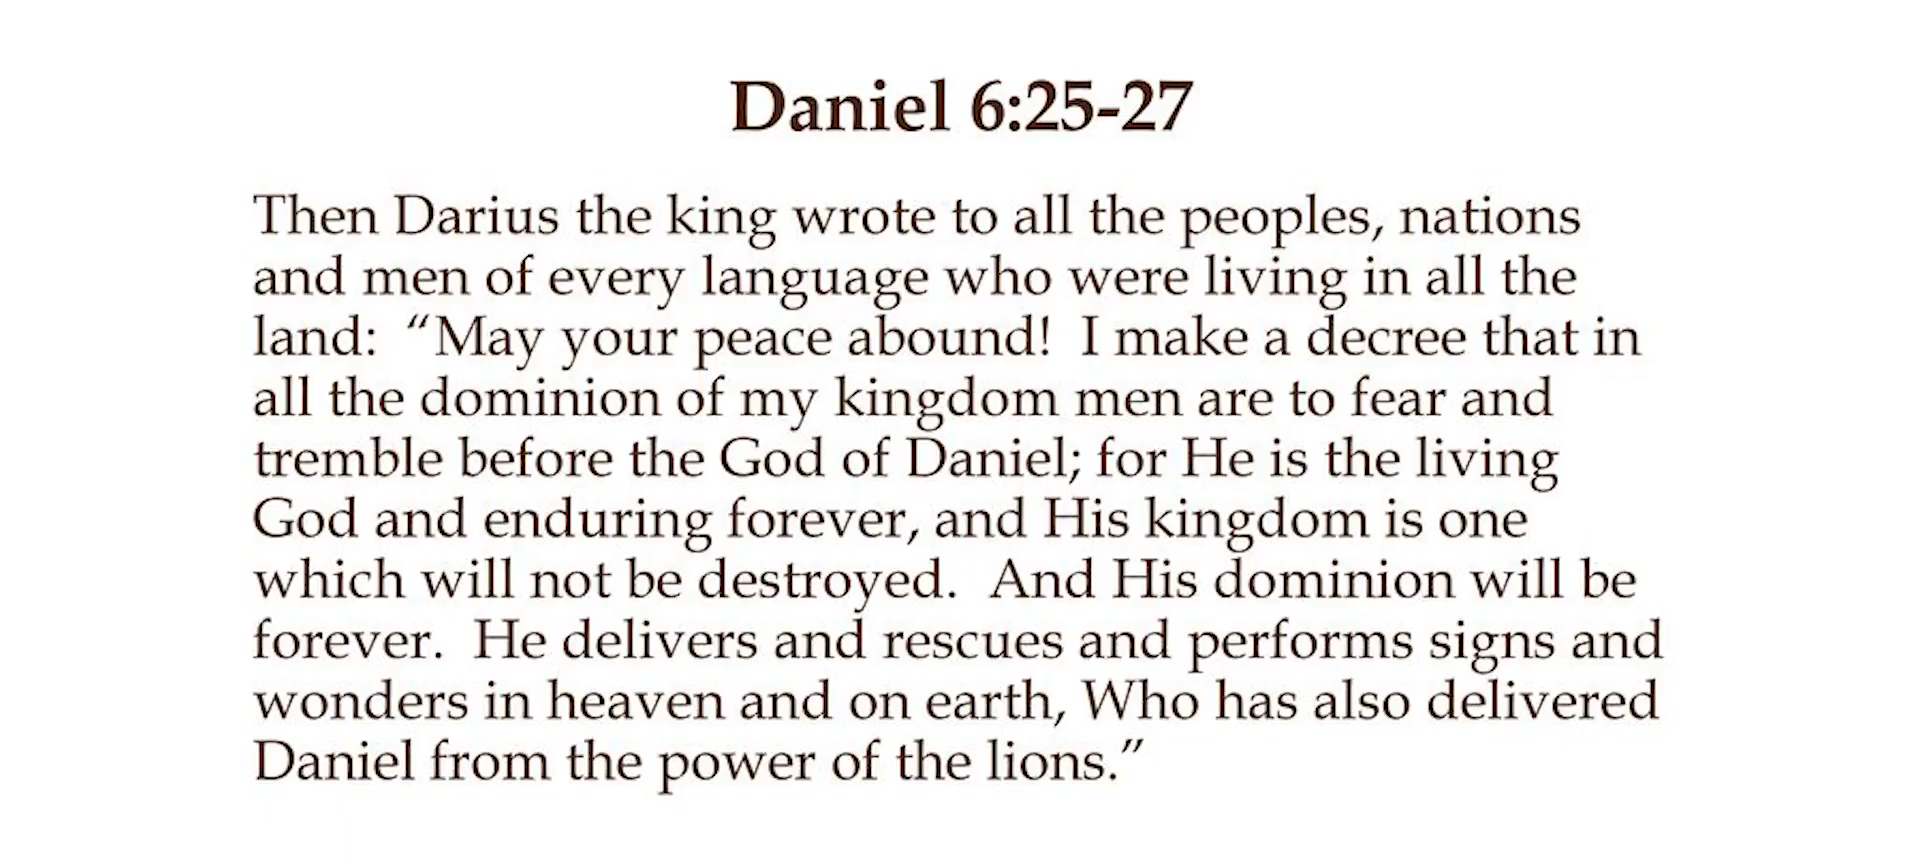 Daniel 6:25-27
Then Darius the king wrote to all the peoples, nations
and men of every language who were living in all the
land:  “May your peace abound!  I make a decree that in
all the dominion of my kingdom men are to fear and
tremble before the God of Daniel; for He is the living
God and enduring forever, and His kingdom is one
which will not be destroyed.  And His dominion will be
forever.  He delivers and rescues and performs signs and
wonders in heaven and on earth, Who has also delivered
Daniel from the power of the lions.”